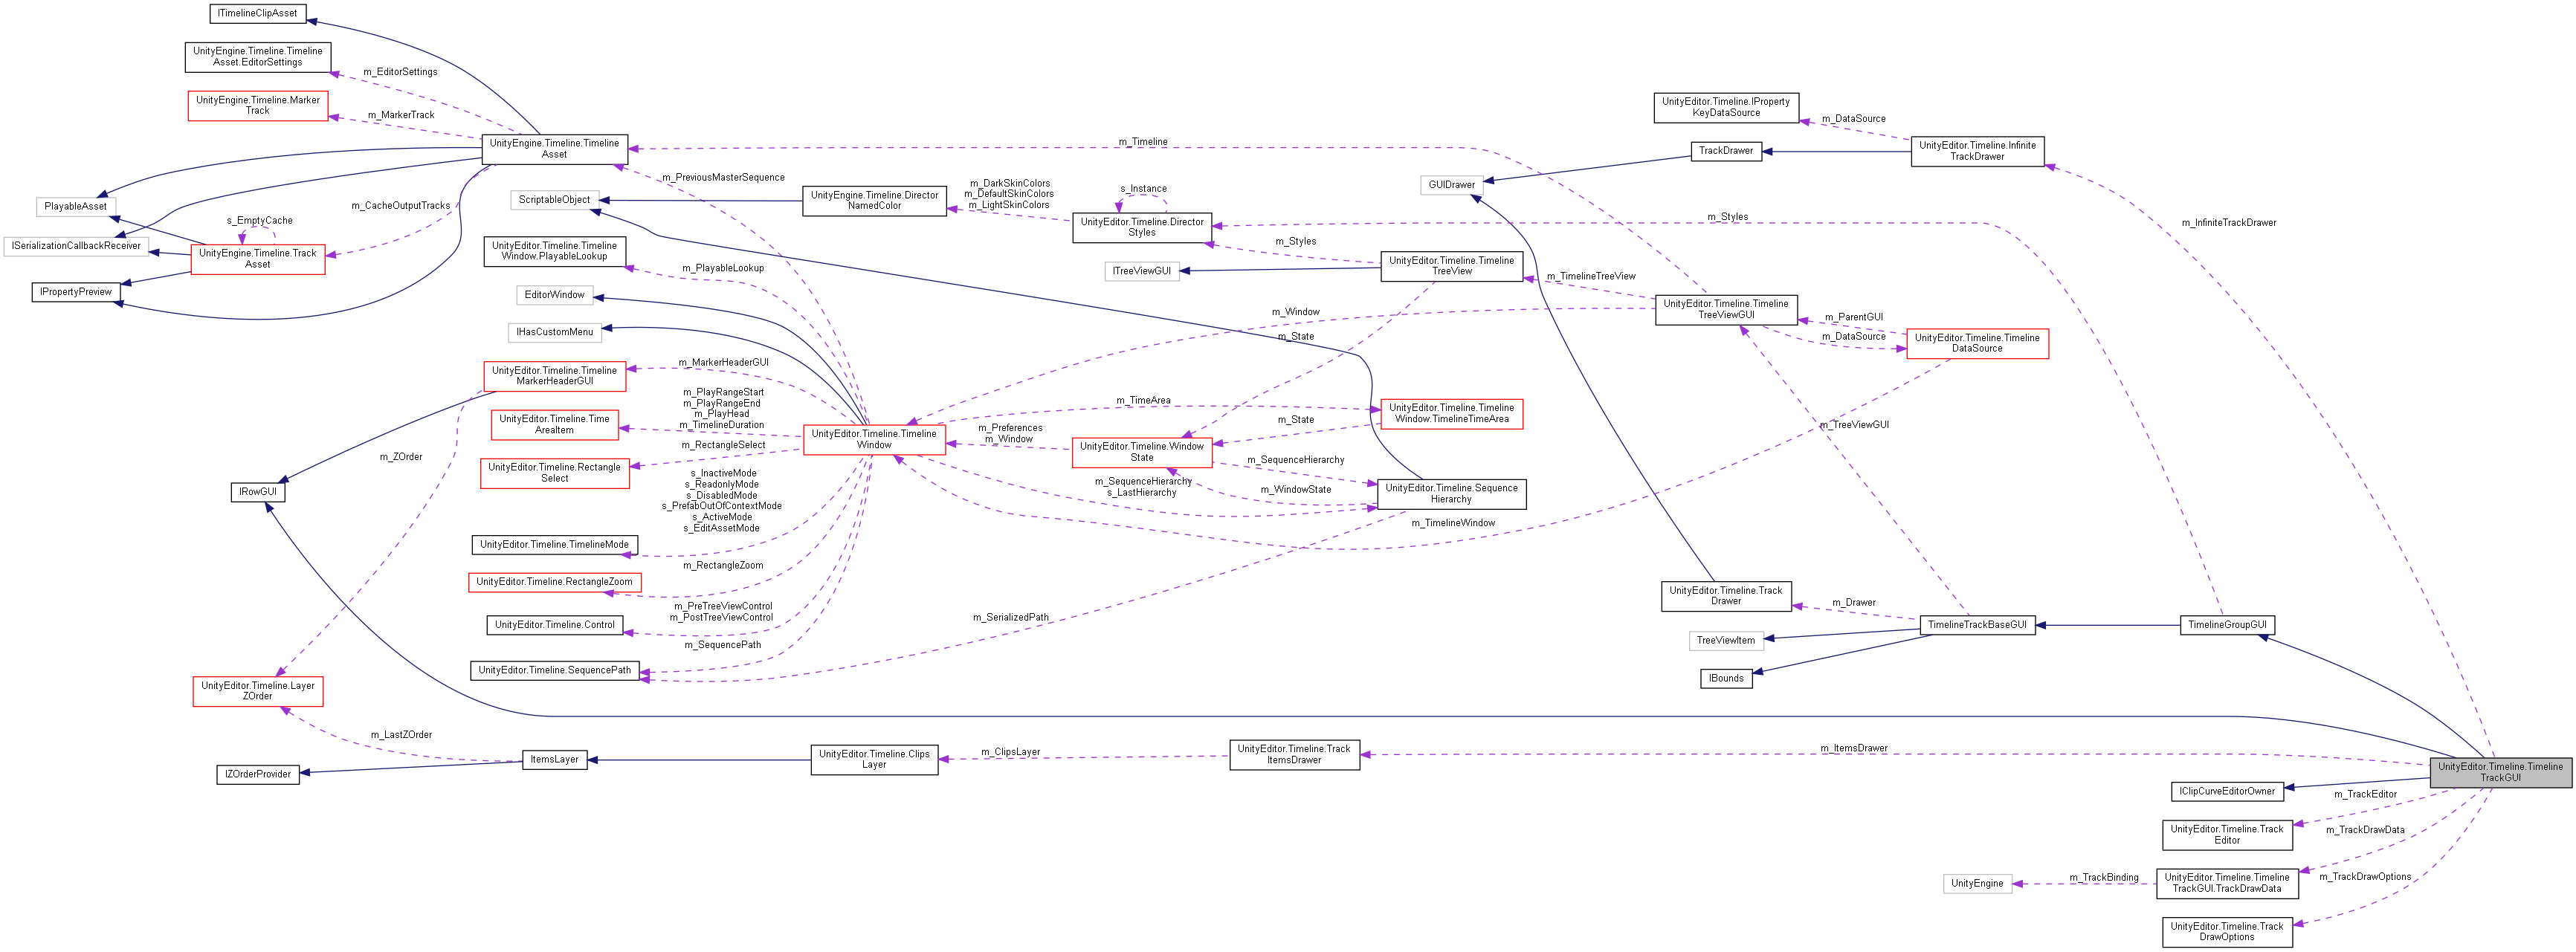 ITimelineClipAsset
UnityEngine.Timeline.Timeline
Asset.EditorSettings
m_EditorSettings
UnityEngine.Timeline.Marker
Track
m_MarkerTrack
UnityEngine.Timeline.Timeline
Asset
PlayableAsset
s_EmptyCache
m_CacheOutputTracks
ISerializationCallbackReceiver
UnityEngine.Timeline.Track
Asset
IPropertyPreview
m_PreviousMasterSequence
m_Timeline
ScriptableObject
UnityEngine.Timeline.Director
NamedColor
m_DarkSkinColors
m_DefaultSkinColors
m_LightSkinColors
s_Instance
UnityEditor.Timeline.Director
Styles
m_Styles
m_Styles
UnityEditor.Timeline.Timeline
Window.PlayableLookup
m_PlayableLookup
EditorWindow
IHasCustomMenu
ITreeViewGUI
UnityEditor.Timeline.Timeline
TreeView
m_TimelineTreeView
GUIDrawer
TrackDrawer
UnityEditor.Timeline.IProperty
KeyDataSource
m_DataSource
UnityEditor.Timeline.Infinite
TrackDrawer
m_InfiniteTrackDrawer
UnityEditor.Timeline.Timeline
TreeViewGUI
m_ParentGUI
m_DataSource
UnityEditor.Timeline.Timeline
DataSource
m_Window
m_State
UnityEditor.Timeline.Timeline
MarkerHeaderGUI
m_MarkerHeaderGUI
UnityEditor.Timeline.Time
AreaItem
m_PlayRangeStart
m_PlayRangeEnd
m_PlayHead
m_TimelineDuration
UnityEditor.Timeline.Rectangle
Select
m_RectangleSelect
UnityEditor.Timeline.Timeline
Window
m_TimeArea
UnityEditor.Timeline.Timeline
Window.TimelineTimeArea
m_State
m_Preferences
m_Window
UnityEditor.Timeline.Window
State
m_SequenceHierarchy
m_SequenceHierarchy
s_LastHierarchy
m_WindowState
UnityEditor.Timeline.Sequence
Hierarchy
m_TreeViewGUI
m_TimelineWindow
m_ZOrder
IRowGUI
s_InactiveMode
s_ReadonlyMode
s_DisabledMode
s_PrefabOutOfContextMode
s_ActiveMode
s_EditAssetMode
UnityEditor.Timeline.TimelineMode
UnityEditor.Timeline.RectangleZoom
m_RectangleZoom
UnityEditor.Timeline.Control
m_PreTreeViewControl
m_PostTreeViewControl
m_SequencePath
UnityEditor.Timeline.SequencePath
m_SerializedPath
UnityEditor.Timeline.Track
Drawer
m_Drawer
TimelineTrackBaseGUI
TimelineGroupGUI
TreeViewItem
IBounds
UnityEditor.Timeline.Layer
ZOrder
m_LastZOrder
IZOrderProvider
ItemsLayer
UnityEditor.Timeline.Clips
Layer
m_ClipsLayer
UnityEditor.Timeline.Track
ItemsDrawer
m_ItemsDrawer
UnityEditor.Timeline.Timeline
TrackGUI
IClipCurveEditorOwner
m_TrackEditor
UnityEditor.Timeline.Track
Editor
m_TrackDrawData
UnityEngine
m_TrackBinding
UnityEditor.Timeline.Timeline
TrackGUI.TrackDrawData
m_TrackDrawOptions
UnityEditor.Timeline.Track
DrawOptions